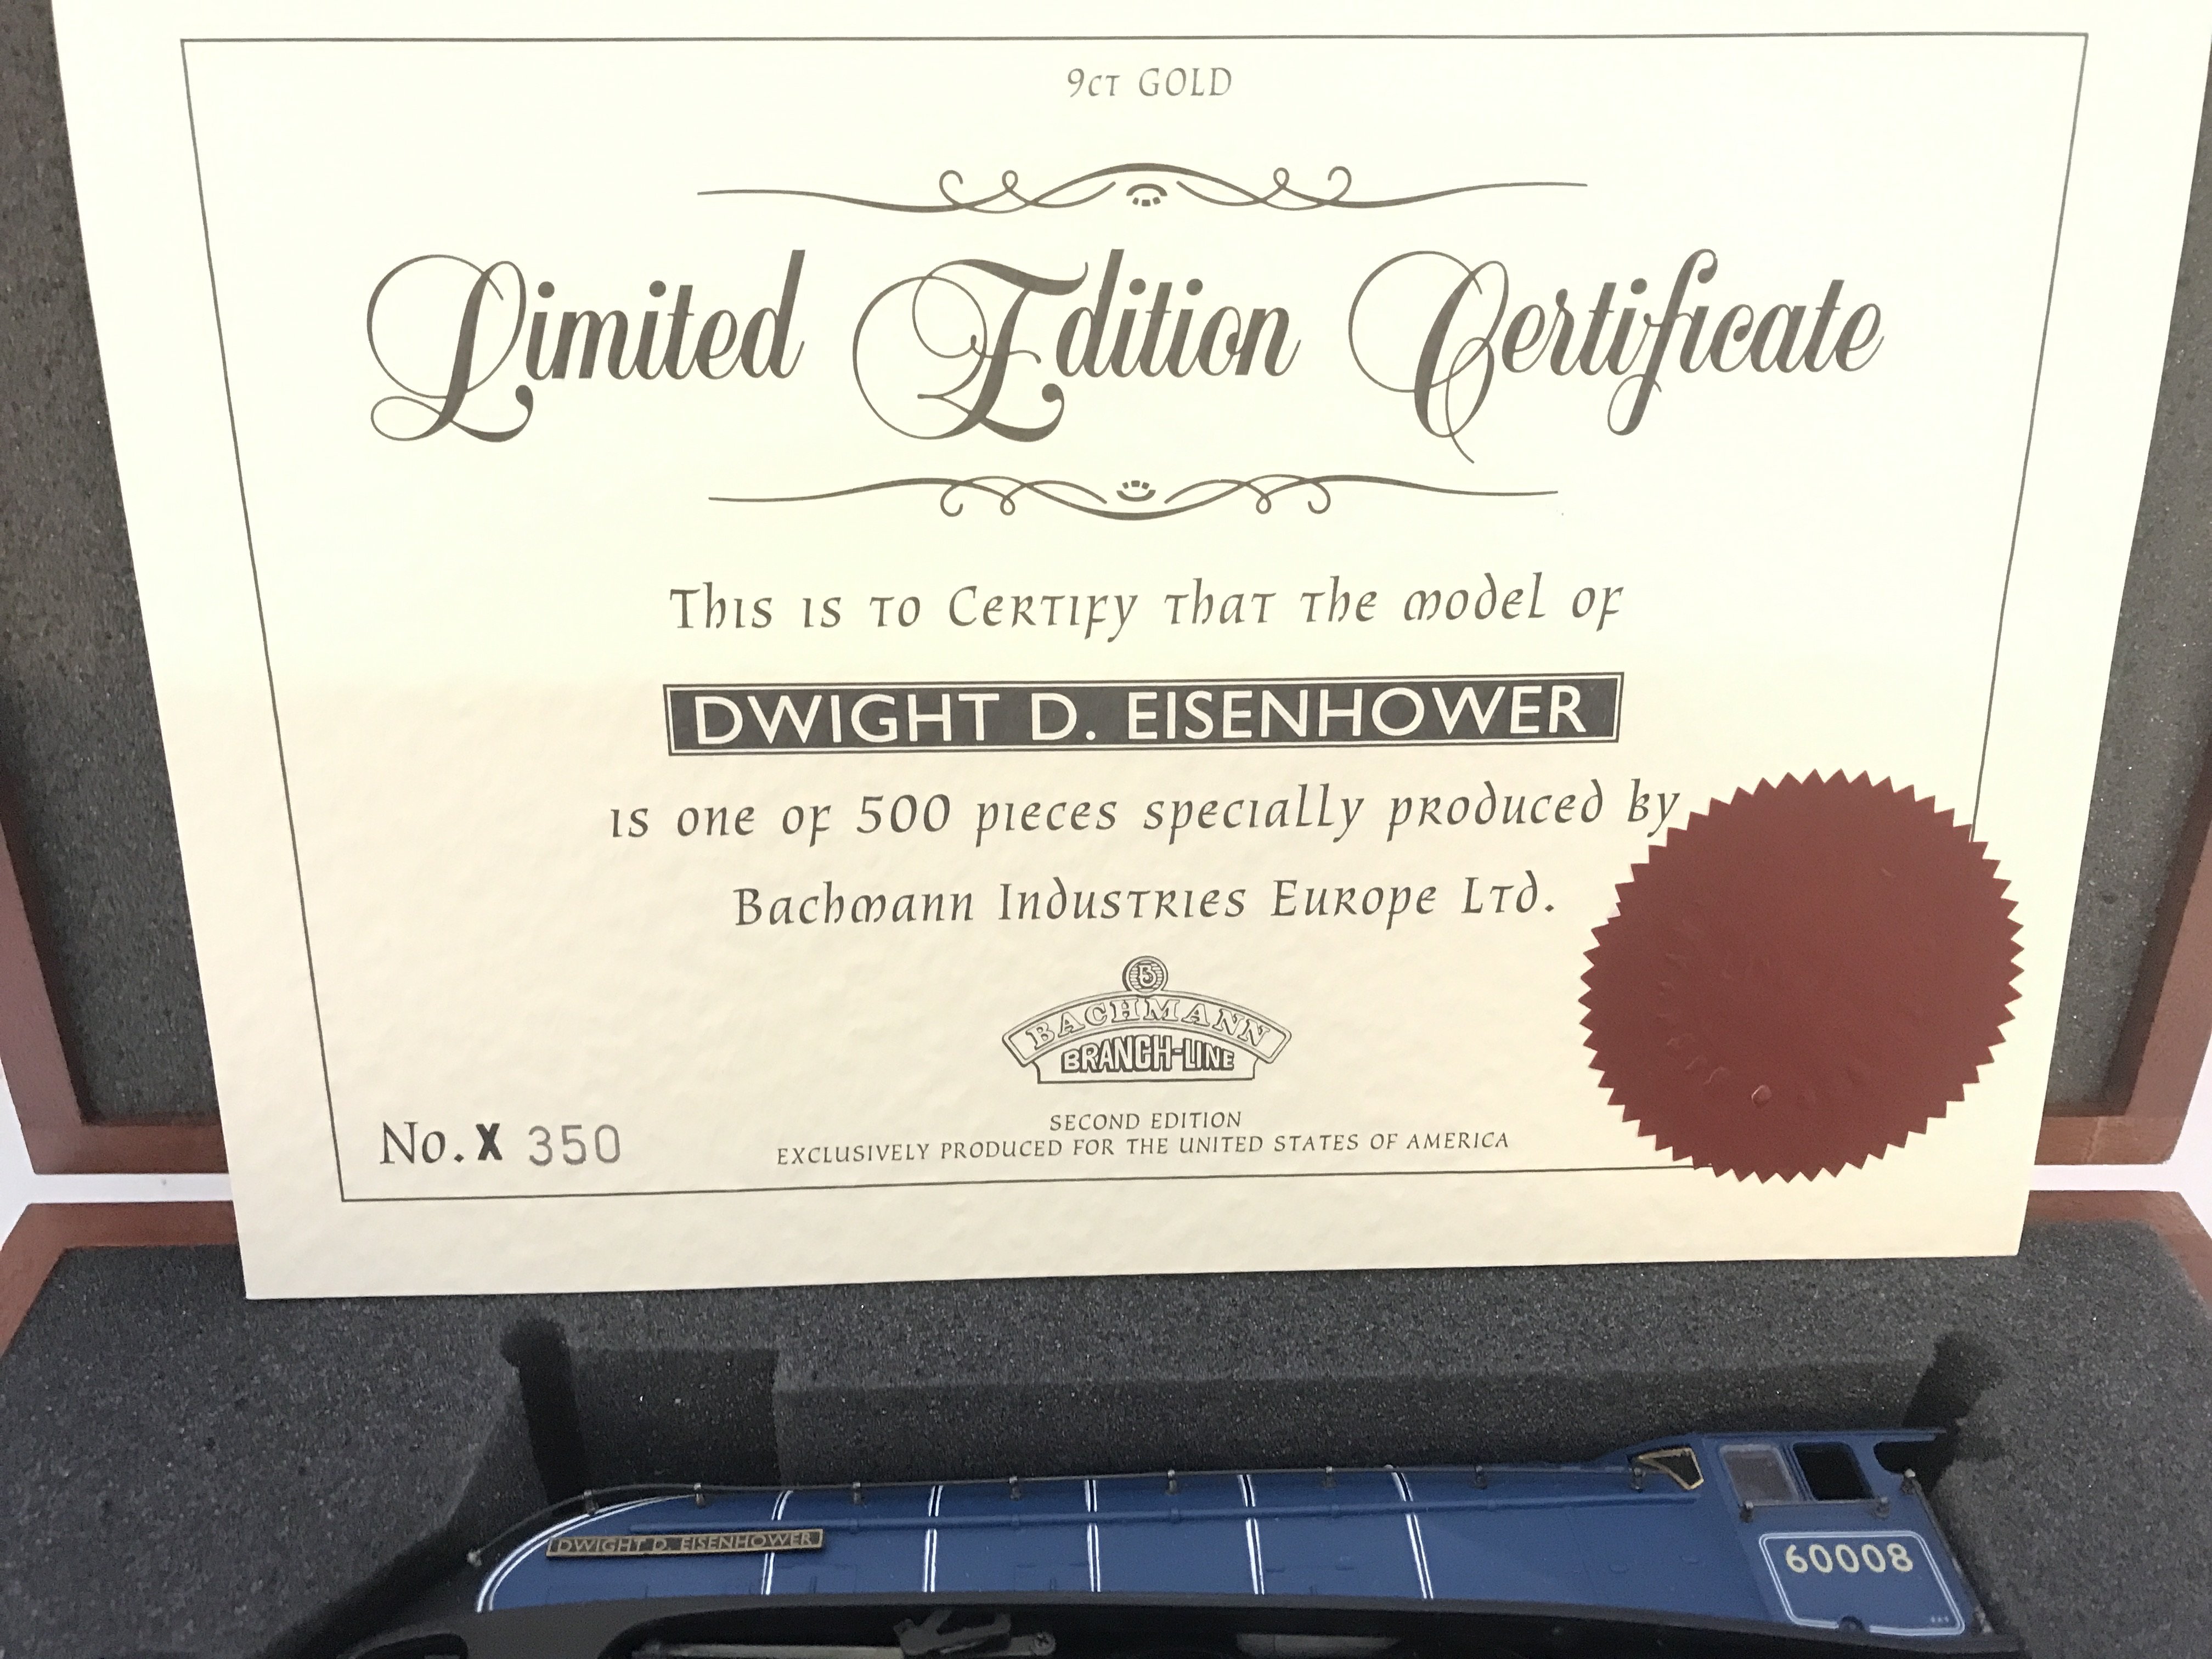 9CT GOLD
Limited Edition Certificate
This is to Certify that the model of
DWIGHT D. EISENHOWER
is one of 500 pieces specially produced by
Bachmann Industries Europe Ltd.
B
BACHMANN
BRANCH-LINE
SECOND EDITION
EXCLUSIVELY PRODUCED FOR THE UNITED STATES OF AMERICA
No. X 350
DWIGHT D. EISENHOWER
60008